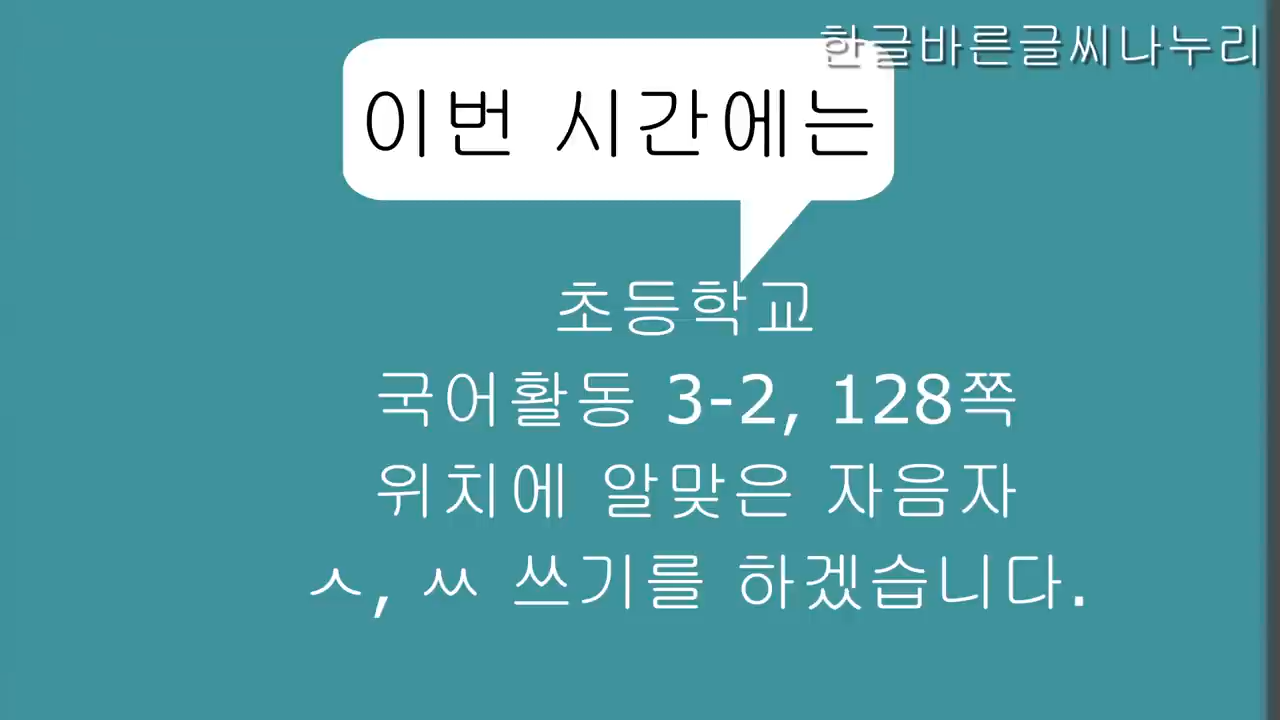 한글바른글씨나누리
이번 시간에는
초등학교
국어활동 3-2, 128쪽
위치에 알맞은 자음자
ㅅ, ㅆ 쓰기를 하겠습니다.